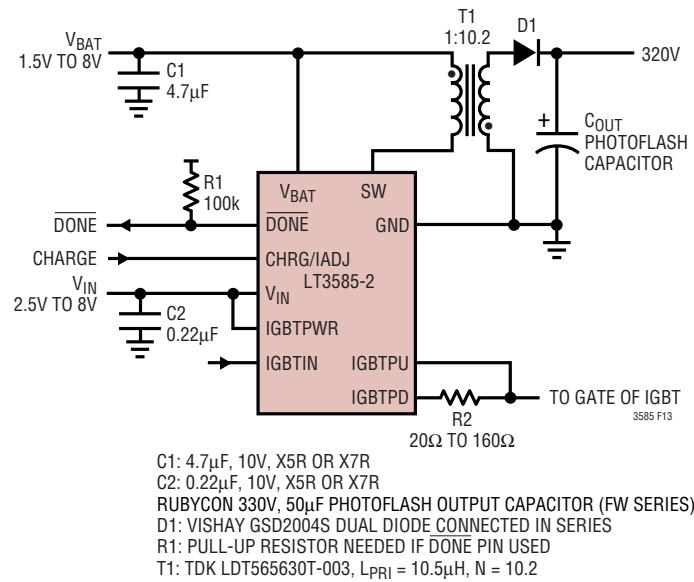 T1
1:10.2
D1
V_BAT
1.5V TO 8V
C1
4.7µF
320V
+
C_OUT
PHOTOFLASH
CAPACITOR
R1
100k
V_BAT
SW
DONE
DONE
GND
CHARGE
CHRG/IADJ
LT3585-2
V_IN
2.5V TO 8V
V_IN
C2
0.22µF
IGBTPWR
IGBTIN
IGBTPU
IGBTPD
R2
20Ω TO 160Ω
TO GATE OF IGBT
3585 F13
C1: 4.7µF, 10V, X5R OR X7R
C2: 0.22µF, 10V, X5R OR X7R
RUBYCON 330V, 50µF PHOTOFLASH OUTPUT CAPACITOR (FW SERIES)
D1: VISHAY GSD2004S DUAL DIODE CONNECTED IN SERIES
R1: PULL-UP RESISTOR NEEDED IF DONE PIN USED
T1: TDK LDT565630T-003, L_PRI = 10.5µH, N = 10.2